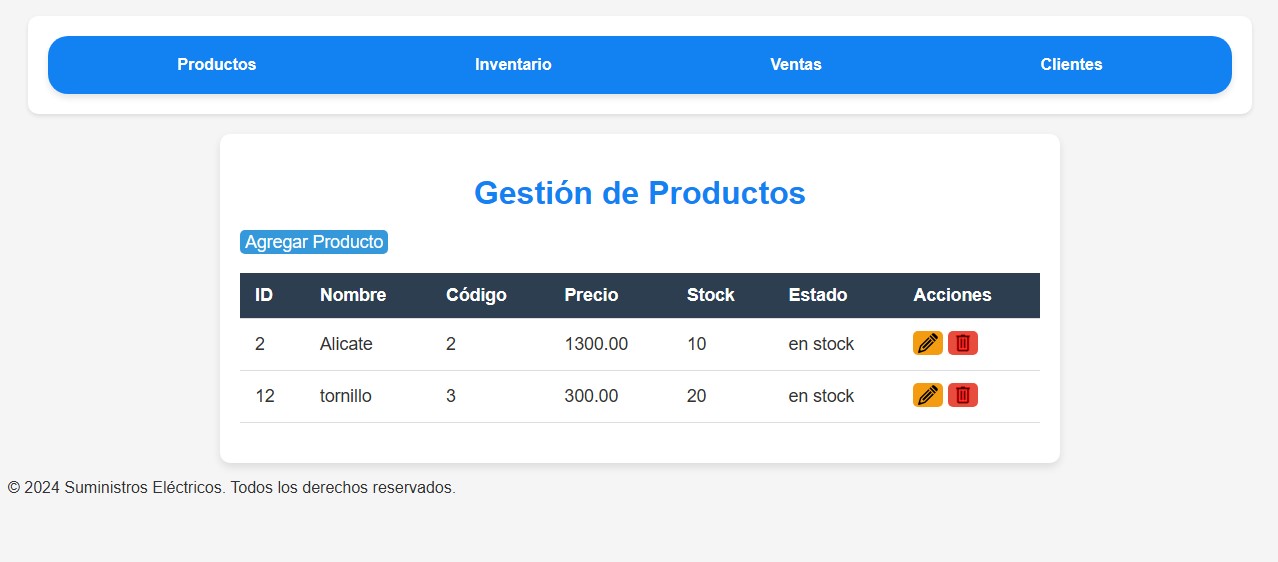 Productos Inventario Ventas Clientes
Gestión de Productos
Agregar Producto
ID Nombre Código Precio Stock Estado Acciones
2 Alicate 2 1300.00 10 en stock
12 tornillo 3 300.00 20 en stock
© 2024 Suministros Eléctricos. Todos los derechos reservados.